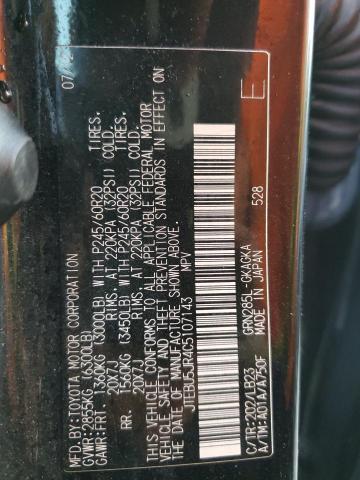 MFD.BY:TOYOTA MOTOR CORPORATION 07/
GVWR:2855KG (6300LB)
GAWR:FRT. 1360KG (3000LB) WITH P245/60R20 TIRES,
20X7J RIMS, AT 220KPA (32PSI) COLD.
RR. 1560KG (3450LB) WITH P245/60R20 TIRES,
20X7J RIMS, AT 220KPA (32PSI) COLD.
THIS VEHICLE CONFORMS TO ALL APPLICABLE FEDERAL MOTOR
VEHICLE SAFETY AND THEFT PREVENTION STANDARDS IN EFFECT ON
THE DATE OF MANUFACTURE SHOWN ABOVE.
JTEBU5JR4C5107143 MPV
C/TR:202/LB23 GRN285L-GKAGKA E
A/TM:A01A/A750F MADE IN JAPAN 528